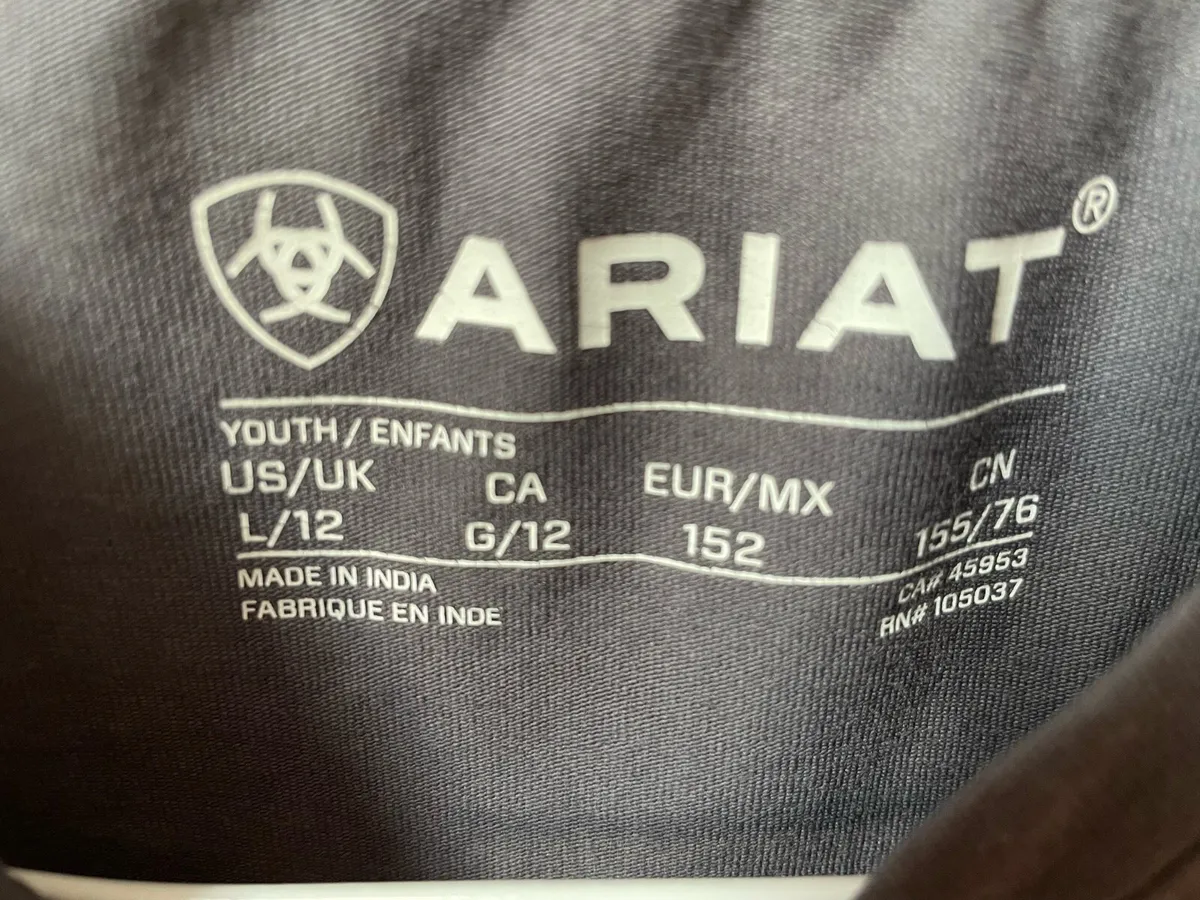 ARIAT®
YOUTH / ENFANTS
US/UK CA EUR/MX CN
L/12 G/12 152 155/76
MADE IN INDIA CA# 45953
FABRIQUE EN INDE RN# 105037